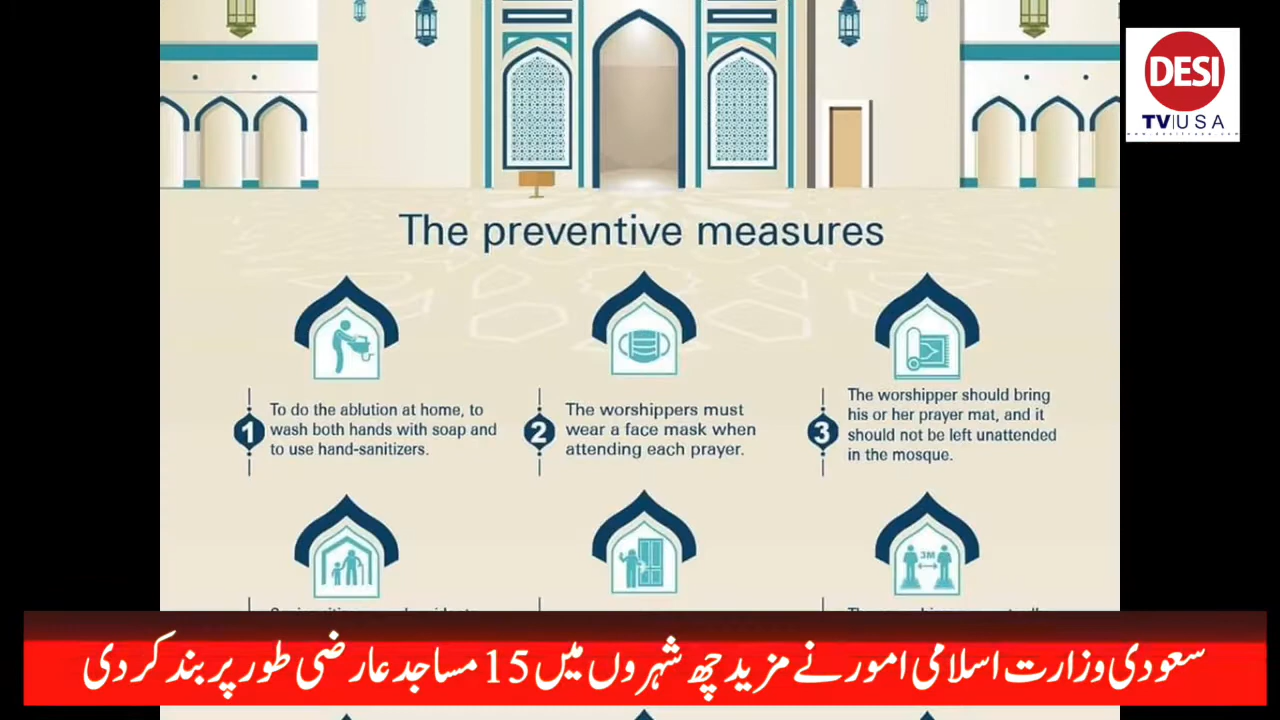 DESI
TV USA
The preventive measures
1
To do the ablution at home, to
wash both hands with soap and
to use hand-sanitizers.
2
The worshippers must
wear a face mask when
attending each prayer.
3
The worshipper should bring
his or her prayer mat, and it
should not be left unattended
in the mosque.
3M
سعودی وزارت اسلامی امور نے مزید چھ شہروں میں 15 مساجد عارضی طور پر بند کر دی